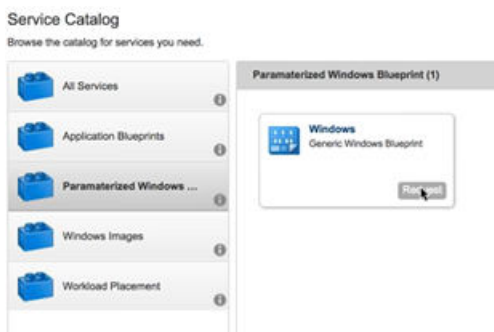 Service Catalog
Browse the catalog for services you need.
All Services
Application Blueprints
Paramaterized Windows ...
Windows Images
Workload Placement
Paramaterized Windows Blueprint (1)
Windows
Generic Windows Blueprint
Request